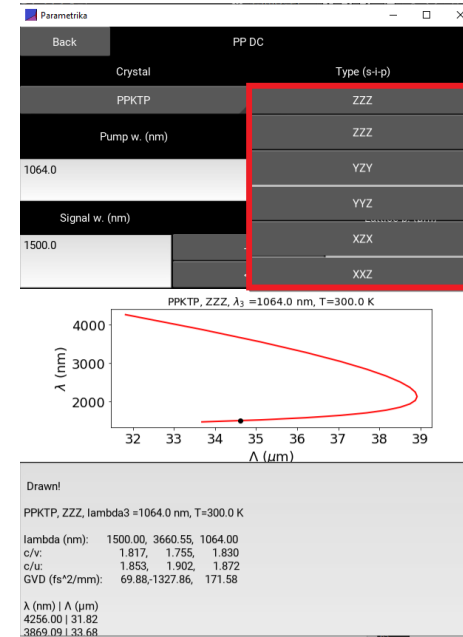 Parametrika
Back PP DC
Crystal Type (s-i-p)
PPKTP ZZZ
Pump w. (nm) ZZZ
1064.0 YZY
YYZ
Signal w. (nm)
1500.0 XZX
XXZ
PPKTP, ZZZ, λ3 =1064.0 nm, T=300.0 K
λ (nm)
4000
3000
2000
32 33 34 35 36 37 38 39
Λ (μm)
Drawn!
PPKTP, ZZZ, lambda3 =1064.0 nm, T=300.0 K
lambda (nm): 1500.00, 3660.55, 1064.00
c/v: 1.817, 1.755, 1.830
c/u: 1.853, 1.902, 1.872
GVD (fs^2/mm): 69.88,-1327.86, 171.58
λ (nm) | Λ (μm)
4256.00 | 31.82
3869.09 | 33.68